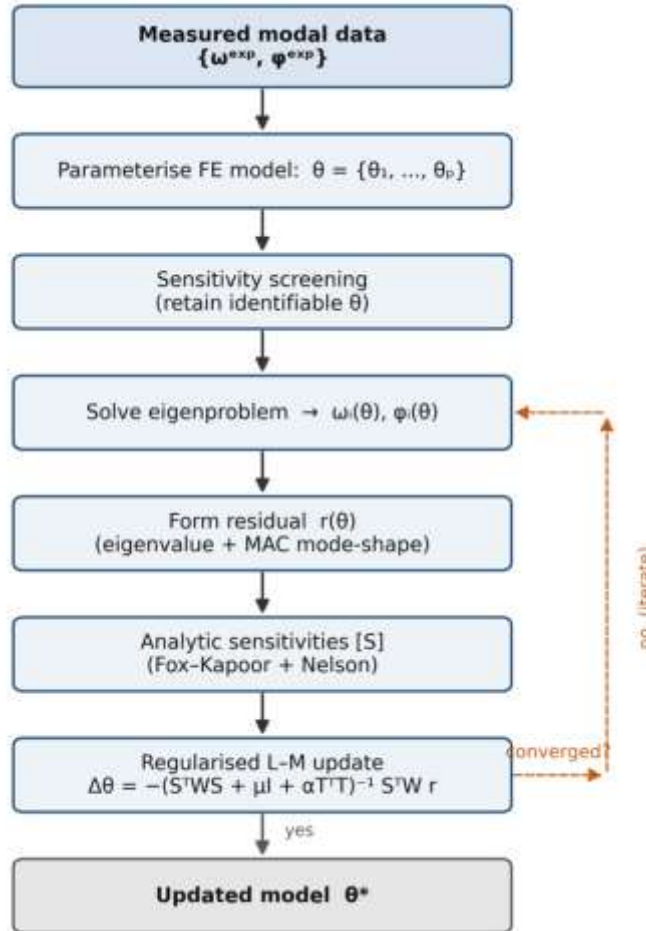 Measured modal data
{ωᵉˣᵖ, φᵉˣᵖ}
Parameterise FE model: θ = {θ₁, ..., θₚ}
Sensitivity screening
(retain identifiable θ)
Solve eigenproblem → ωᵢ(θ), φᵢ(θ)
Form residual r(θ)
(eigenvalue + MAC mode-shape)
Analytic sensitivities [S]
(Fox–Kapoor + Nelson)
no (iterate)
Regularised L–M update
Δθ = −(SᵀWS + μI + αTᵀT)⁻¹ SᵀW r
converged?
yes
Updated model θ*